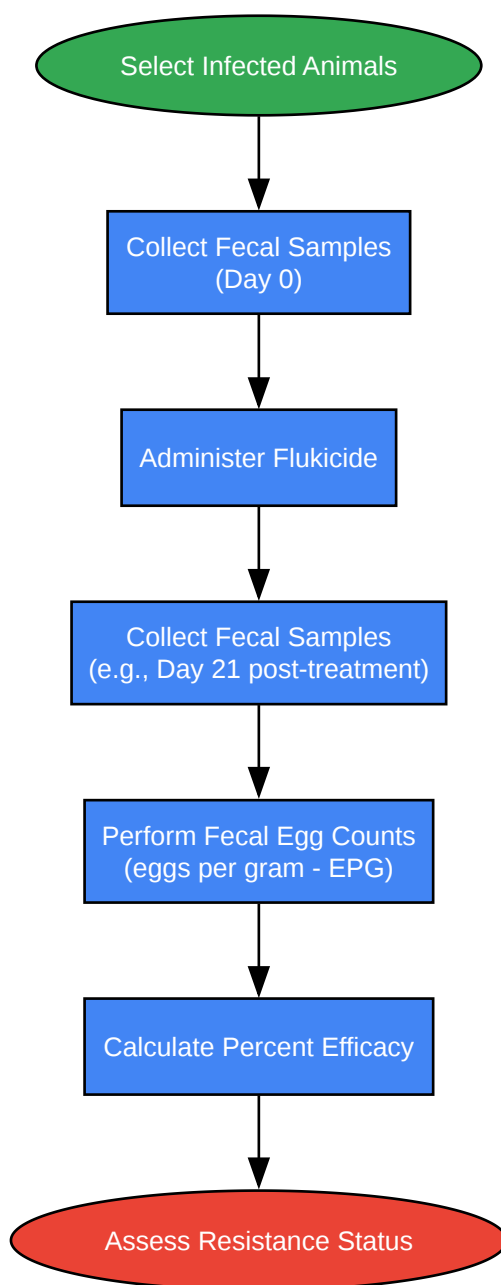 Select Infected Animals
Collect Fecal Samples
(Day 0)
Administer Flukicide
Collect Fecal Samples
(e.g., Day 21 post-treatment)
Perform Fecal Egg Counts
(eggs per gram - EPG)
Calculate Percent Efficacy
Assess Resistance Status